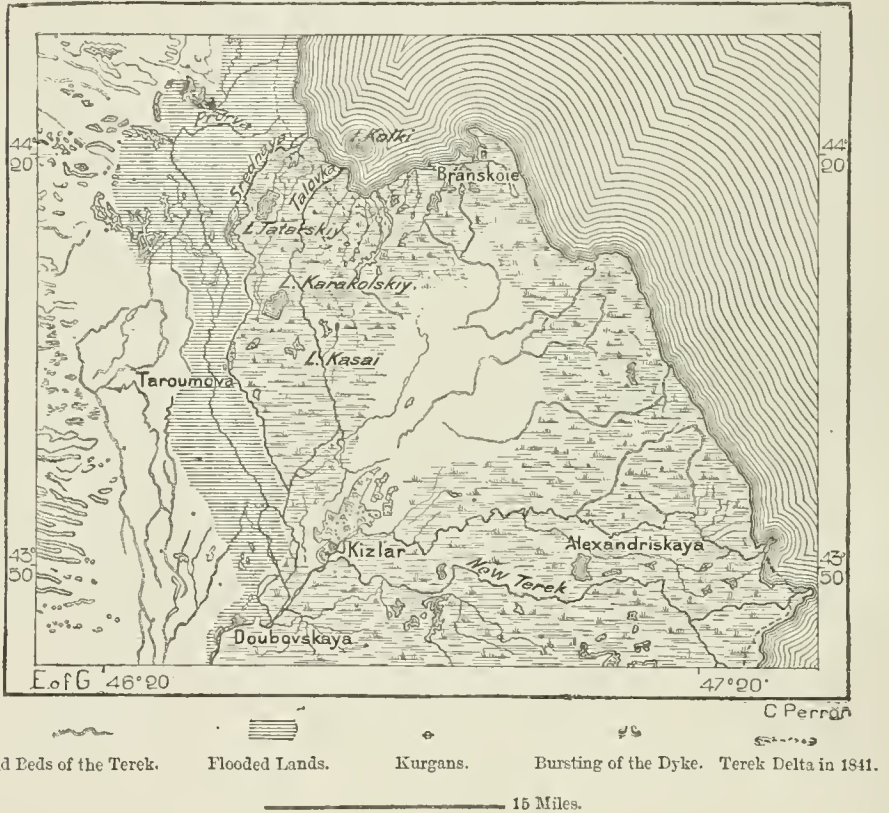 Prorva
44°
20'
44°
20
Kolki
Srednaya
Talovka
Branskoie
L. Tatarskiy
L. Karakolskiy.
L. Kasai
Taroumova
43°
50
43°
50
Kizlar
Alexandriskaya
New Terek
Doubovskaya
E. of G 46°20
47°20'
C Perron
d Beds of the Terek.
Flooded Lands.
Kurgans.
Bursting of the Dyke.
Terek Delta in 1841.
15 Miles.